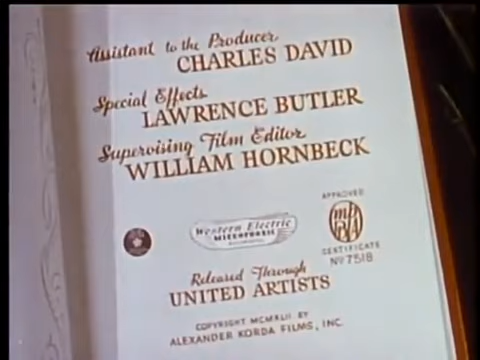 Assistant to the Producer
CHARLES DAVID
Special Effects
LAWRENCE BUTLER
Supervising Film Editor
WILLIAM HORNBECK
APPROVED
Western Electric
MICROPHONIC
CERTIFICATE
No 7518
Released Through
UNITED ARTISTS
COPYRIGHT MCMXLII BY
ALEXANDER KORDA FILMS, INC.